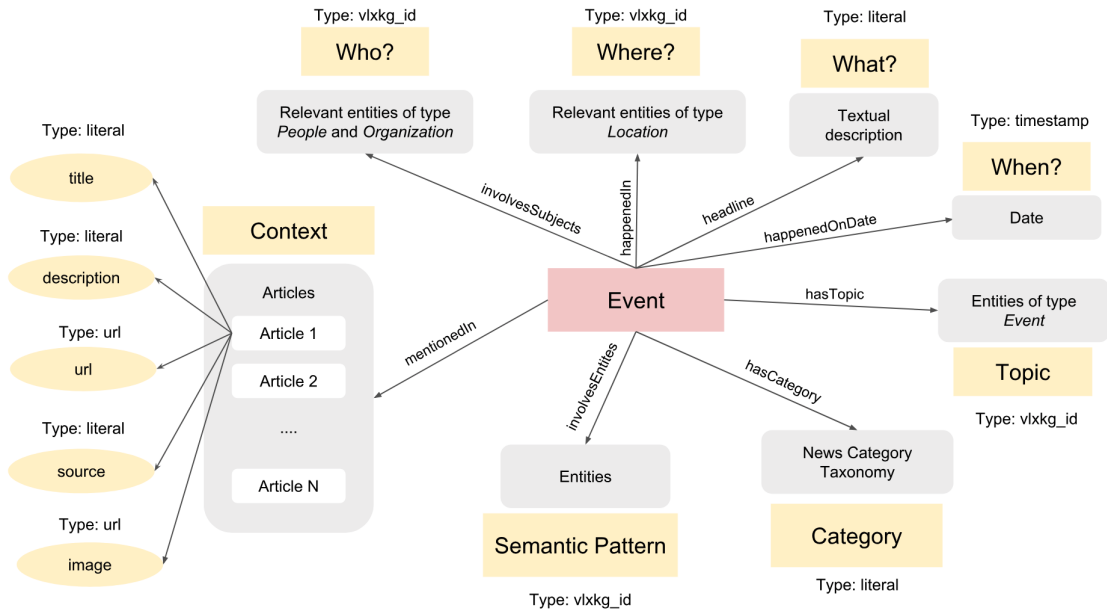 Type: vlxkg_id
Who?
Relevant entities of type
People and Organization
Type: vlxkg_id
Where?
Relevant entities of type
Location
Type: literal
What?
Textual
description
Type: timestamp
When?
Date
involvesSubjects
happenedIn
headline
happenedOnDate
Event
hasTopic
Entities of type
Event
Topic
Type: vlxkg_id
hasCategory
News Category
Taxonomy
Category
Type: literal
involvesEntites
Entities
Semantic Pattern
Type: vlxkg_id
mentionedIn
Context
Articles
Article 1
Article 2
....
Article N
Type: literal
title
Type: literal
description
Type: url
url
Type: literal
source
Type: url
image